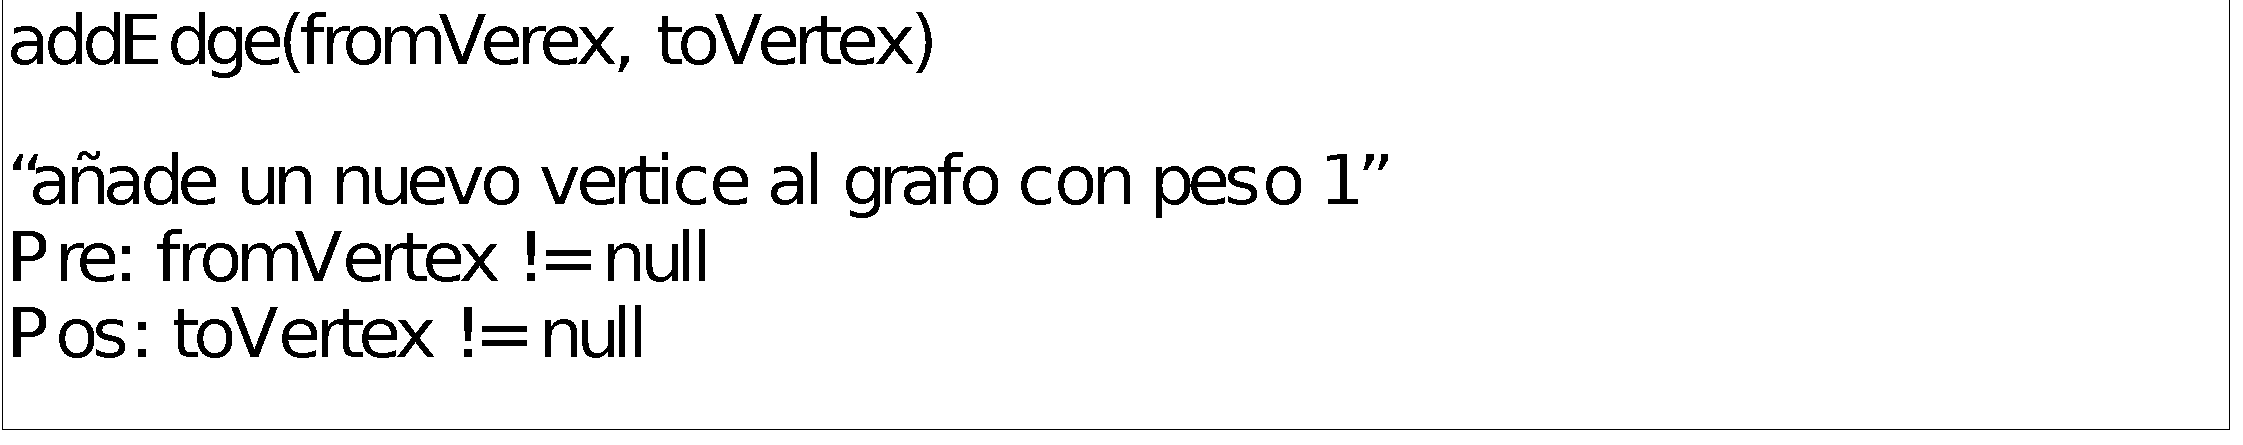 addEdge(fromVerex, toVertex)
“añade un nuevo vertice al grafo con peso 1”
Pre: fromVertex != null
Pos: toVertex != null